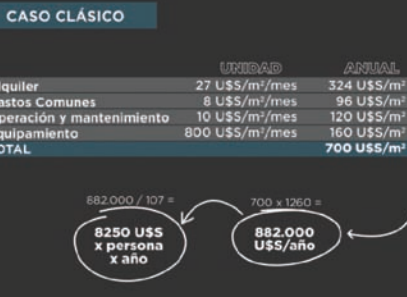 CASO CLÁSICO
UNIDAD ANUAL
lquiler 27 U$S/m²/mes 324 U$S/m²
astos Comunes 8 U$S/m²/mes 96 U$S/m²
peración y mantenimiento 10 U$S/m²/mes 120 U$S/m²
quipamiento 800 U$S/m² 160 U$S/m²
OTAL 700 U$S/m²
882.000 / 107 = 700 x 1260 =
8250 U$S
x persona
x año
882.000
U$S/año